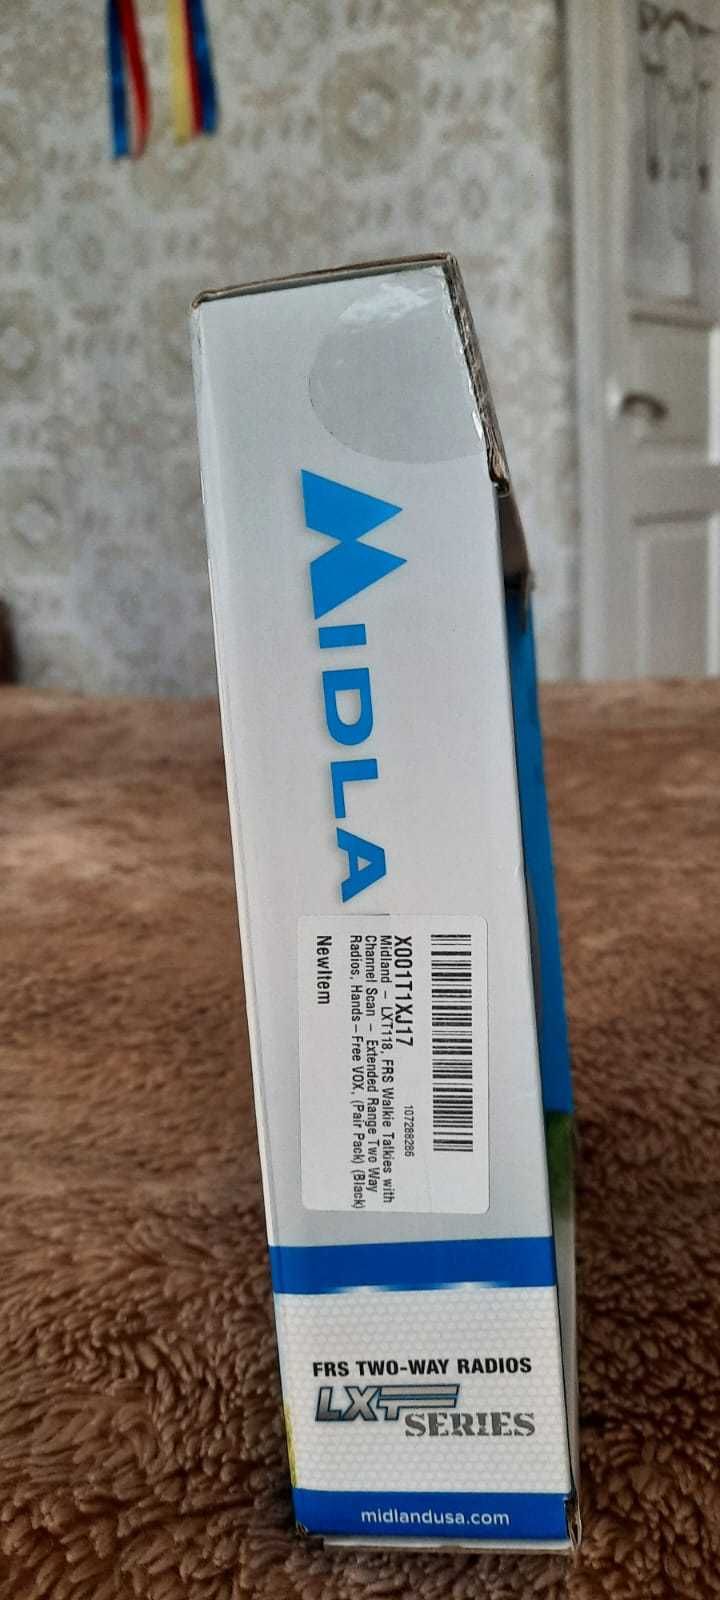 MIDLA
X001T1XJ17
107288286
Midland – LXT118, FRS Walkie Talkies with
Channel Scan – Extended Range Two Way
Radios, Hands–Free VOX, (Pair Pack) (Black)
NewItem
FRS TWO-WAY RADIOS
LXT
SERIES
midlandusa.com